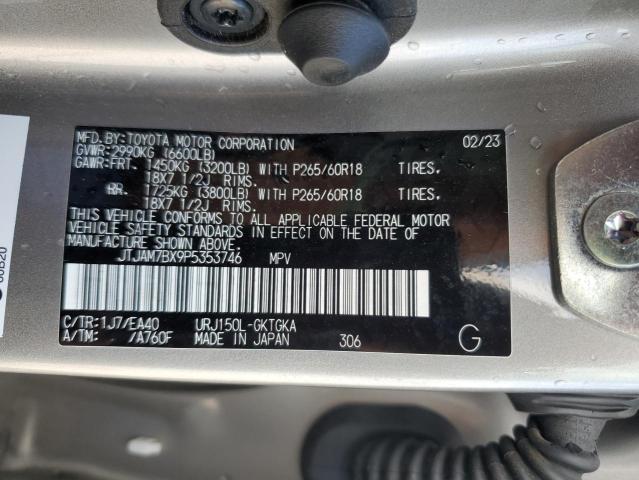 MFD.BY:TOYOTA MOTOR CORPORATION 02/23
GVWR:2990KG (6600LB)
GAWR:FRT. 1450KG (3200LB) WITH P265/60R18 TIRES,
18X7 1/2J RIMS.
RR. 1725KG (3800LB) WITH P265/60R18 TIRES,
18X7 1/2J RIMS.
THIS VEHICLE CONFORMS TO ALL APPLICABLE FEDERAL MOTOR
VEHICLE SAFETY STANDARDS IN EFFECT ON THE DATE OF
MANUFACTURE SHOWN ABOVE.
JTJAM7BX9P5353746 MPV
C/TR:1J7/EA40 URJ150L-GKTGKA
A/TM: /A760F MADE IN JAPAN 306 G